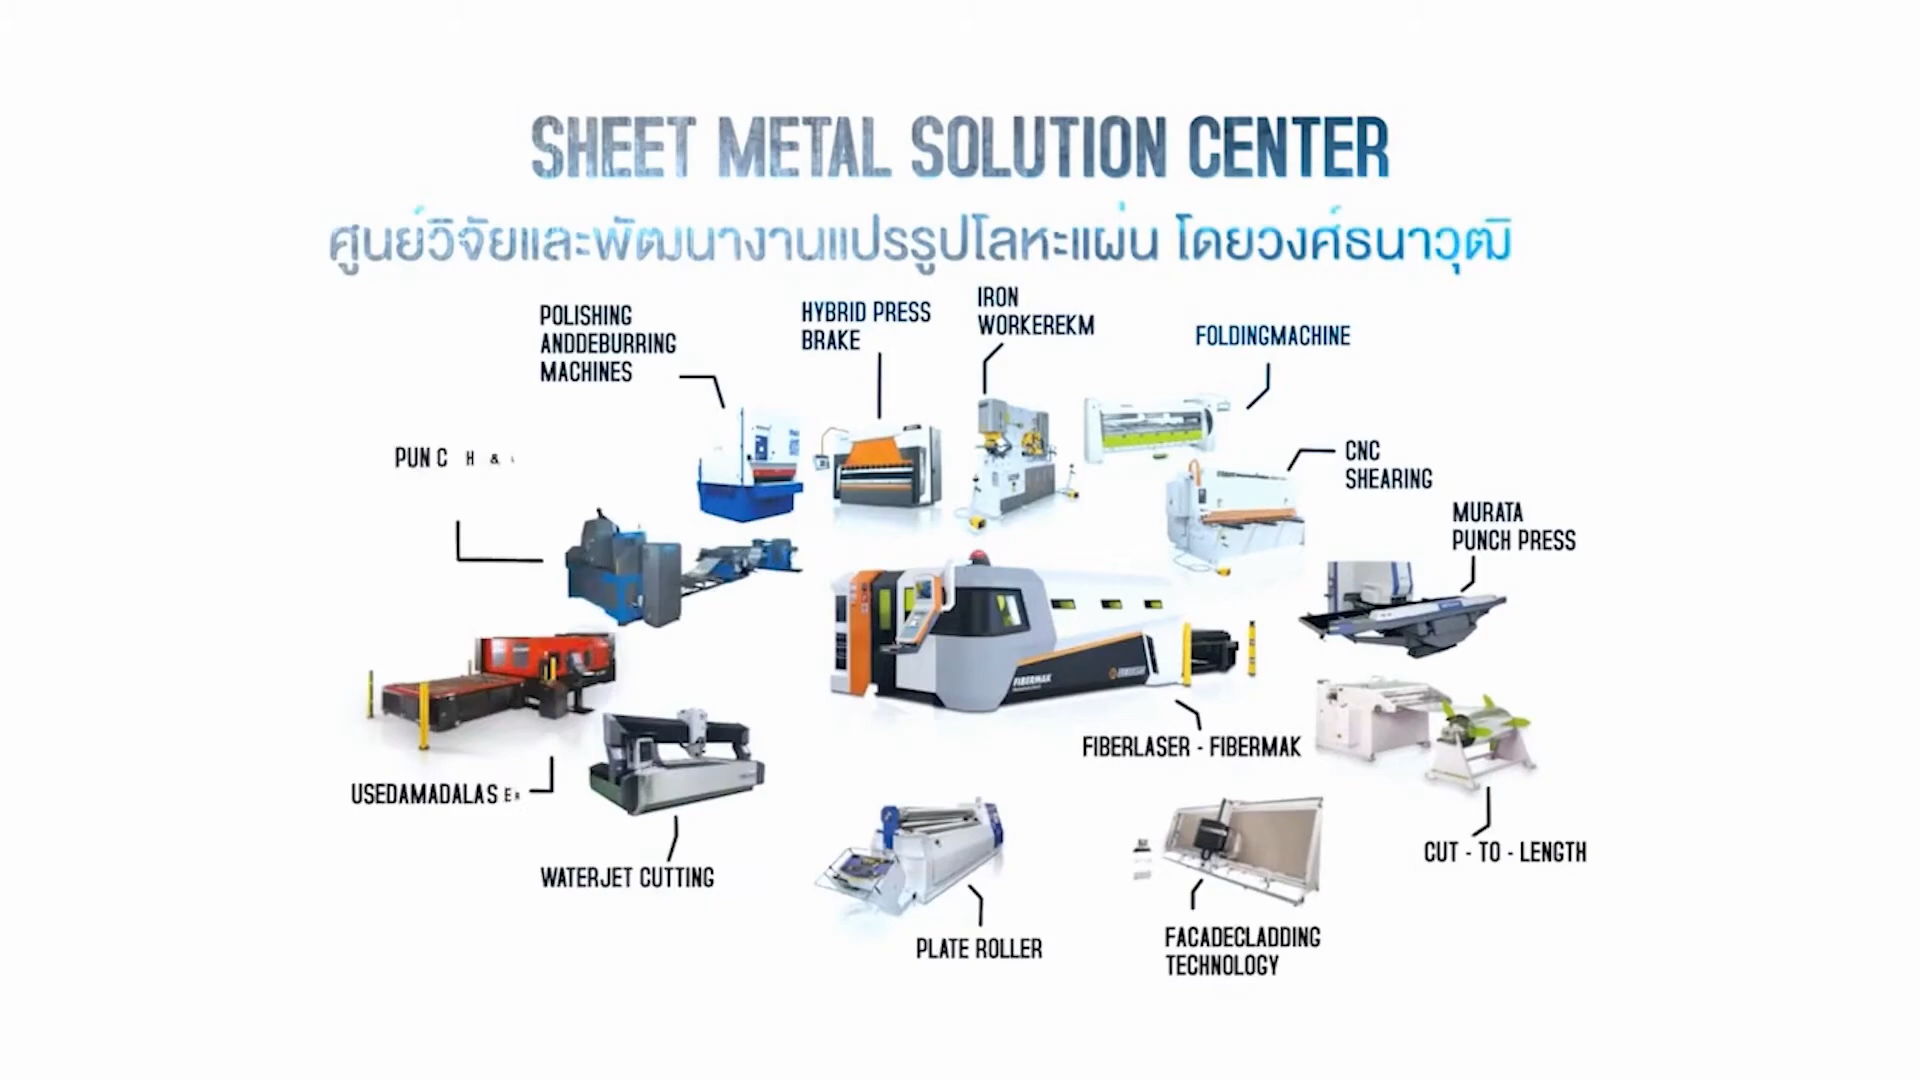 SHEET METAL SOLUTION CENTER
ศูนย์วิจัยและพัฒนางานแปรรูปโลหะแผ่น โดยวงศ์ธนาวุฒิ
POLISHING
ANDDEBURRING
MACHINES
HYBRID PRESS
BRAKE
IRON
WORKEREKM
FOLDINGMACHINE
CNC
SHEARING
PUNCH &
MURATA
PUNCH PRESS
FIBERMAK
FIBERLASER - FIBERMAK
USEDAMADALASER
WATERJET CUTTING
CUT - TO - LENGTH
PLATE ROLLER
FACADECLADDING
TECHNOLOGY